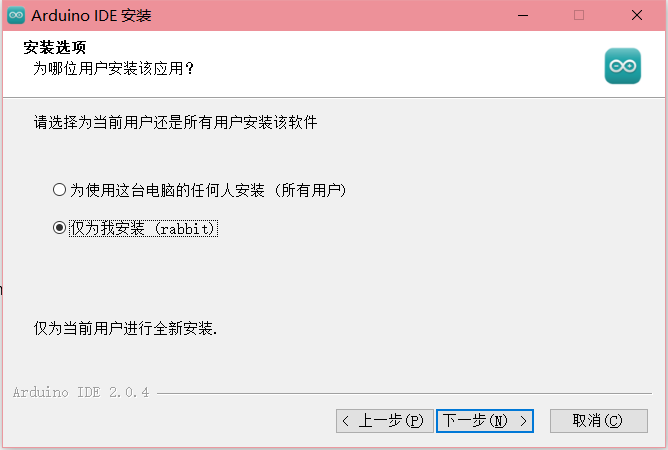 Arduino IDE 安装
安装选项
为哪位用户安装该应用？
请选择为当前用户还是所有用户安装该软件
为使用这台电脑的任何人安装 (所有用户)
仅为我安装 (rabbit)
仅为当前用户进行全新安装.
Arduino IDE 2.0.4
< 上一步(P) 下一步(N) > 取消(C)